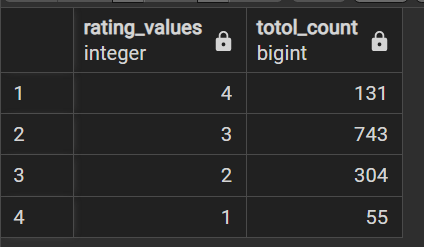 rating_values totol_count
integer bigint
1 4 131
2 3 743
3 2 304
4 1 55